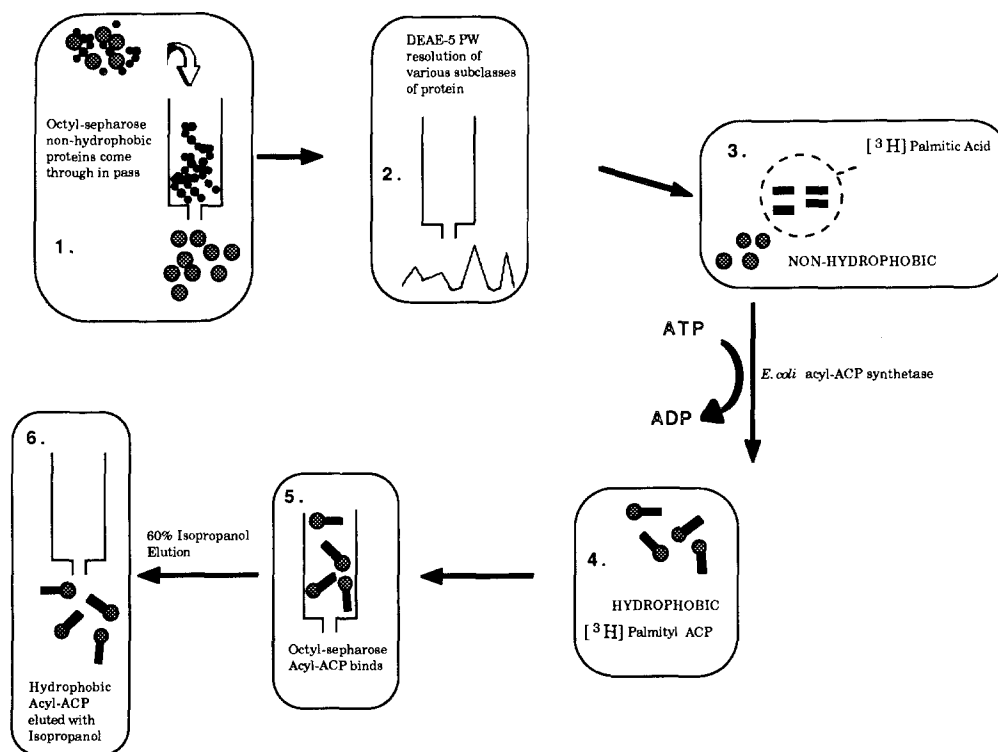 Octyl-sepharose
non-hydrophobic
proteins come
through in pass
1.
DEAE-5 PW
resolution of
various subclasses
of protein
2.
3.
[³H] Palmitic Acid
NON-HYDROPHOBIC
ATP
E. coli acyl-ACP synthetase
ADP
4.
HYDROPHOBIC
[³H] Palmityl ACP
5.
Octyl-sepharose
Acyl-ACP binds
60% Isopropanol
Elution
6.
Hydrophobic
Acyl-ACP
eluted with
Isopropanol